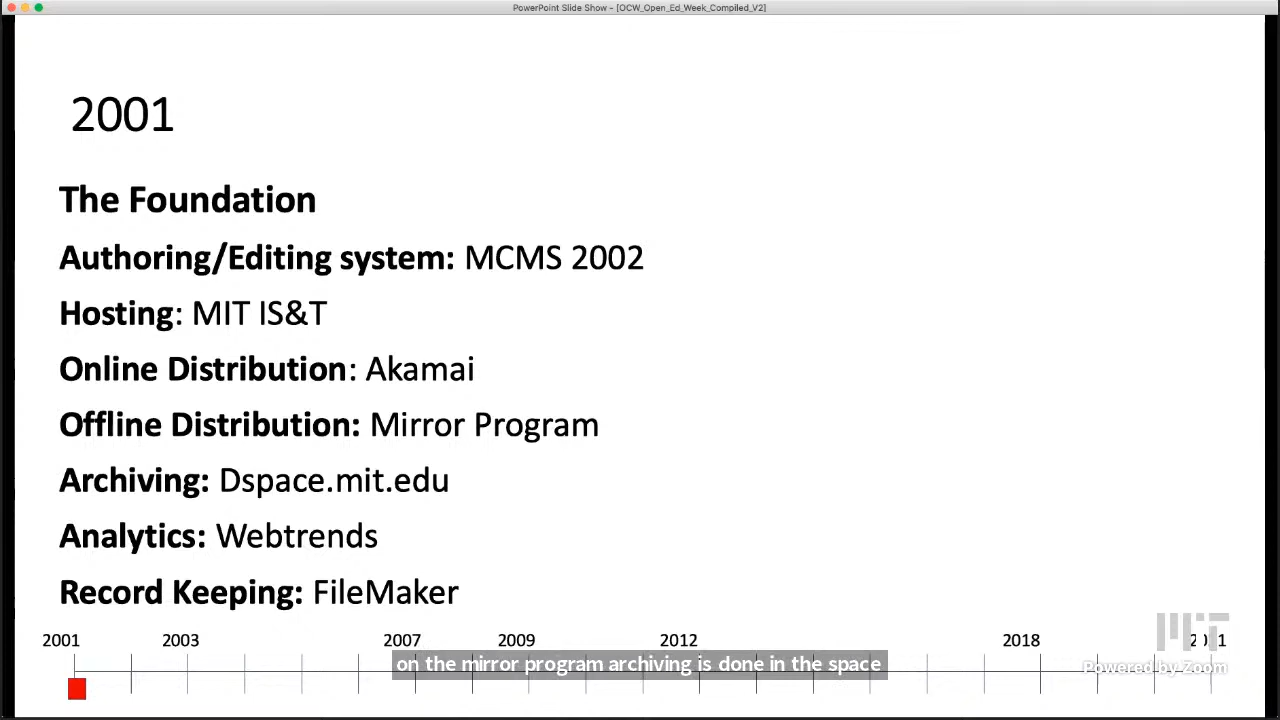 PowerPoint Slide Show - [OCW_Open_Ed_Week_Compiled_V2]
2001
The Foundation
Authoring/Editing system: MCMS 2002
Hosting: MIT IS&T
Online Distribution: Akamai
Offline Distribution: Mirror Program
Archiving: Dspace.mit.edu
Analytics: Webtrends
Record Keeping: FileMaker
2001 2003 2007 2009 2012 2018
on the mirror program archiving is done in the space
Powered by Zoom